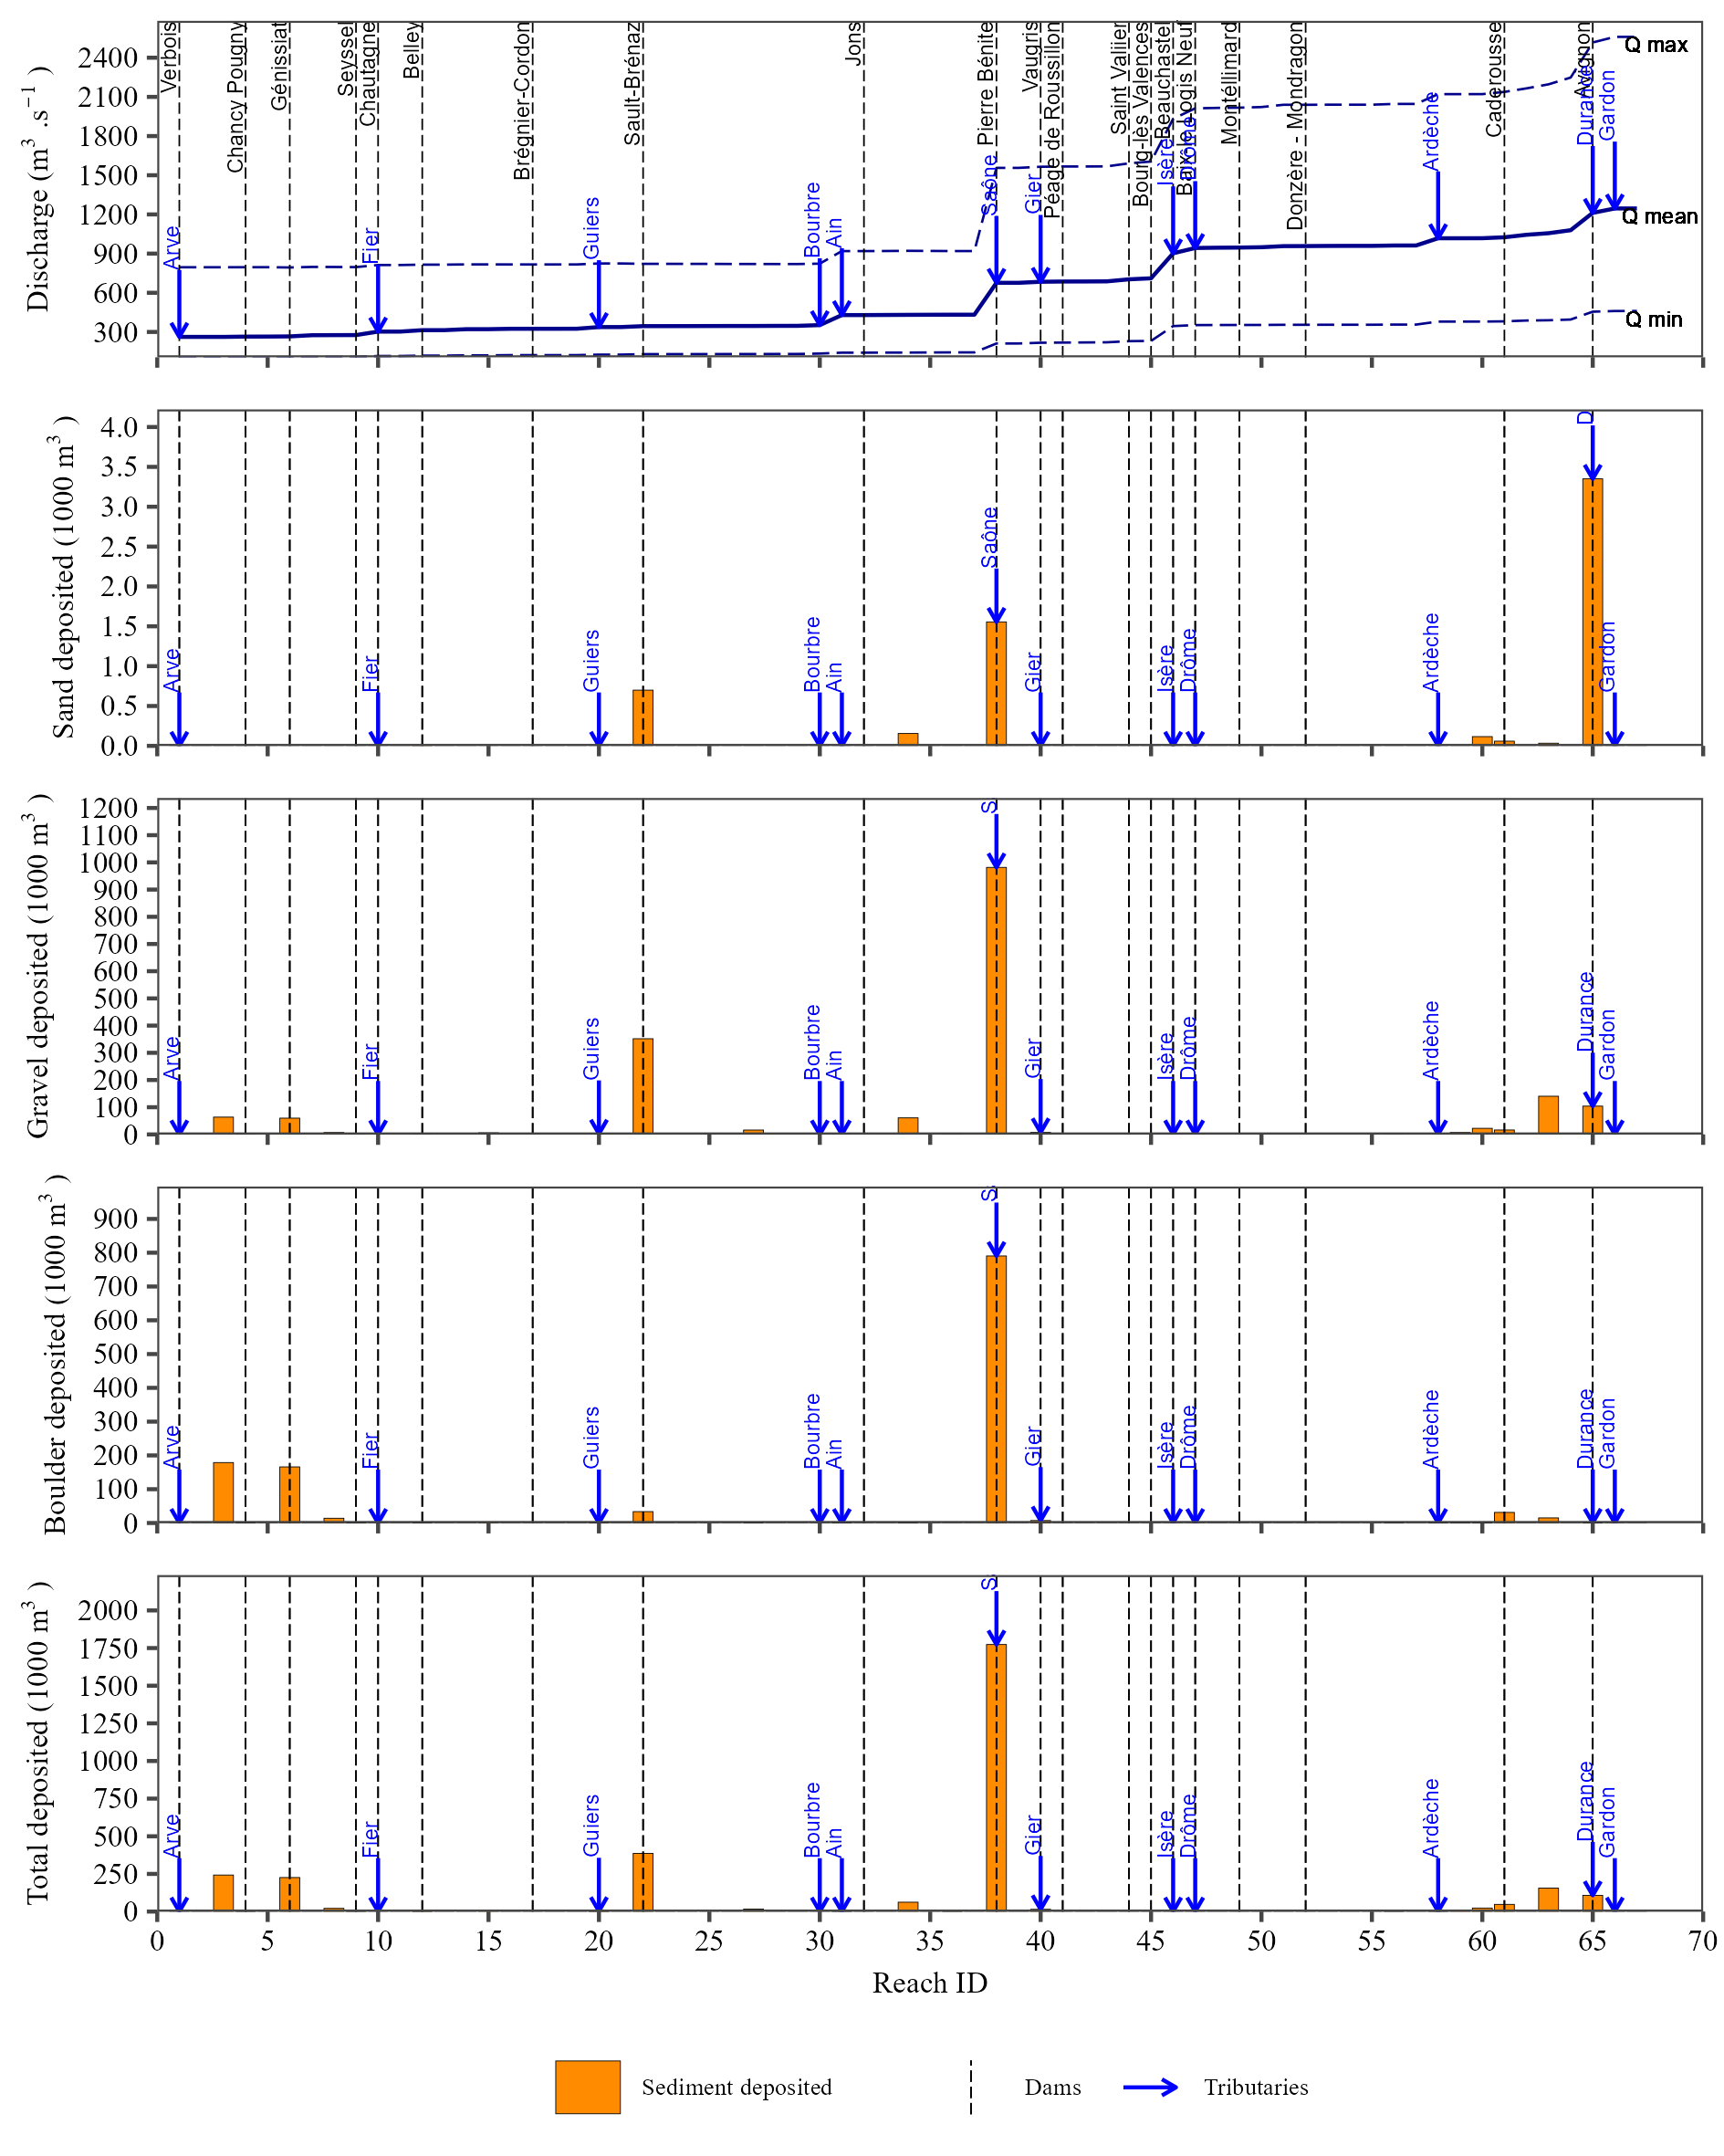 Discharge (m³ .s⁻¹ )
2400
2100
1800
1500
1200
900
600
300
Verbois
Chancy Pougny
Génissiat
Seyssel
Chautagne
Belley
Brégnier-Cordon
Sault-Brénaz
Jons
Pierre Bénite
Vaugris
Péage de Roussillon
Saint Vallier
Bourg-lès Valences
Beauchastel
Baix-le-Logis Neuf
Montélimard
Donzère - Mondragon
Caderousse
Avignon
Arve
Fier
Guiers
Bourbre
Ain
Saône
Gier
Isère
Drôme
Ardèche
Durance
Gardon
Q max
Q mean
Q min
Sand deposited (1000 m³ )
4.0
3.5
3.0
2.5
2.0
1.5
1.0
0.5
0.0
Arve
Fier
Guiers
Bourbre
Ain
Saône
Gier
Isère
Drôme
Ardèche
D
Gardon
Gravel deposited (1000 m³ )
1200
1100
1000
900
800
700
600
500
400
300
200
100
0
Arve
Fier
Guiers
Bourbre
Ain
S
Gier
Isère
Drôme
Ardèche
Durance
Gardon
Boulder deposited (1000 m³ )
900
800
700
600
500
400
300
200
100
0
Arve
Fier
Guiers
Bourbre
Ain
S
Gier
Isère
Drôme
Ardèche
Durance
Gardon
Total deposited (1000 m³ )
2000
1750
1500
1250
1000
750
500
250
0
Arve
Fier
Guiers
Bourbre
Ain
S
Gier
Isère
Drôme
Ardèche
Durance
Gardon
0 5 10 15 20 25 30 35 40 45 50 55 60 65 70
Reach ID
Sediment deposited Dams Tributaries